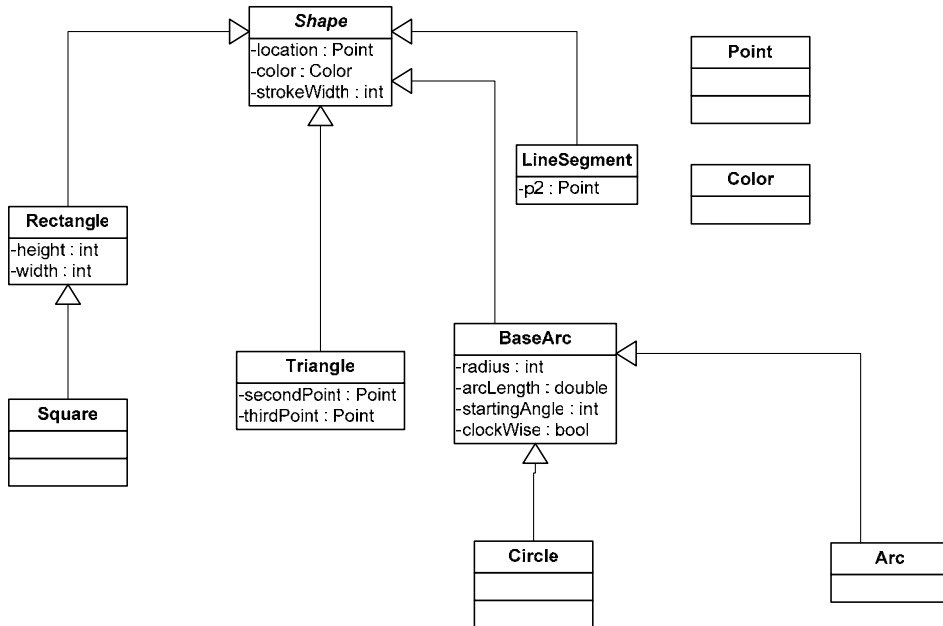 Shape
-location : Point
-color : Color
-strokeWidth : int
Point
LineSegment
-p2 : Point
Color
Rectangle
-height : int
-width : int
BaseArc
-radius : int
-arcLength : double
-startingAngle : int
-clockWise : bool
Triangle
-secondPoint : Point
-thirdPoint : Point
Square
Circle
Arc